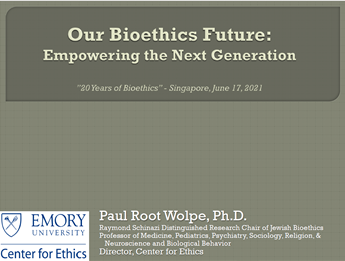 Our Bioethics Future:
Empowering the Next Generation
"20 Years of Bioethics" - Singapore, June 17, 2021
EMORY
UNIVERSITY
Center for Ethics
Paul Root Wolpe, Ph.D.
Raymond Schinazi Distinguished Research Chair of Jewish Bioethics
Professor of Medicine, Pediatrics, Psychiatry, Sociology, Religion, &
Neuroscience and Biological Behavior
Director, Center for Ethics